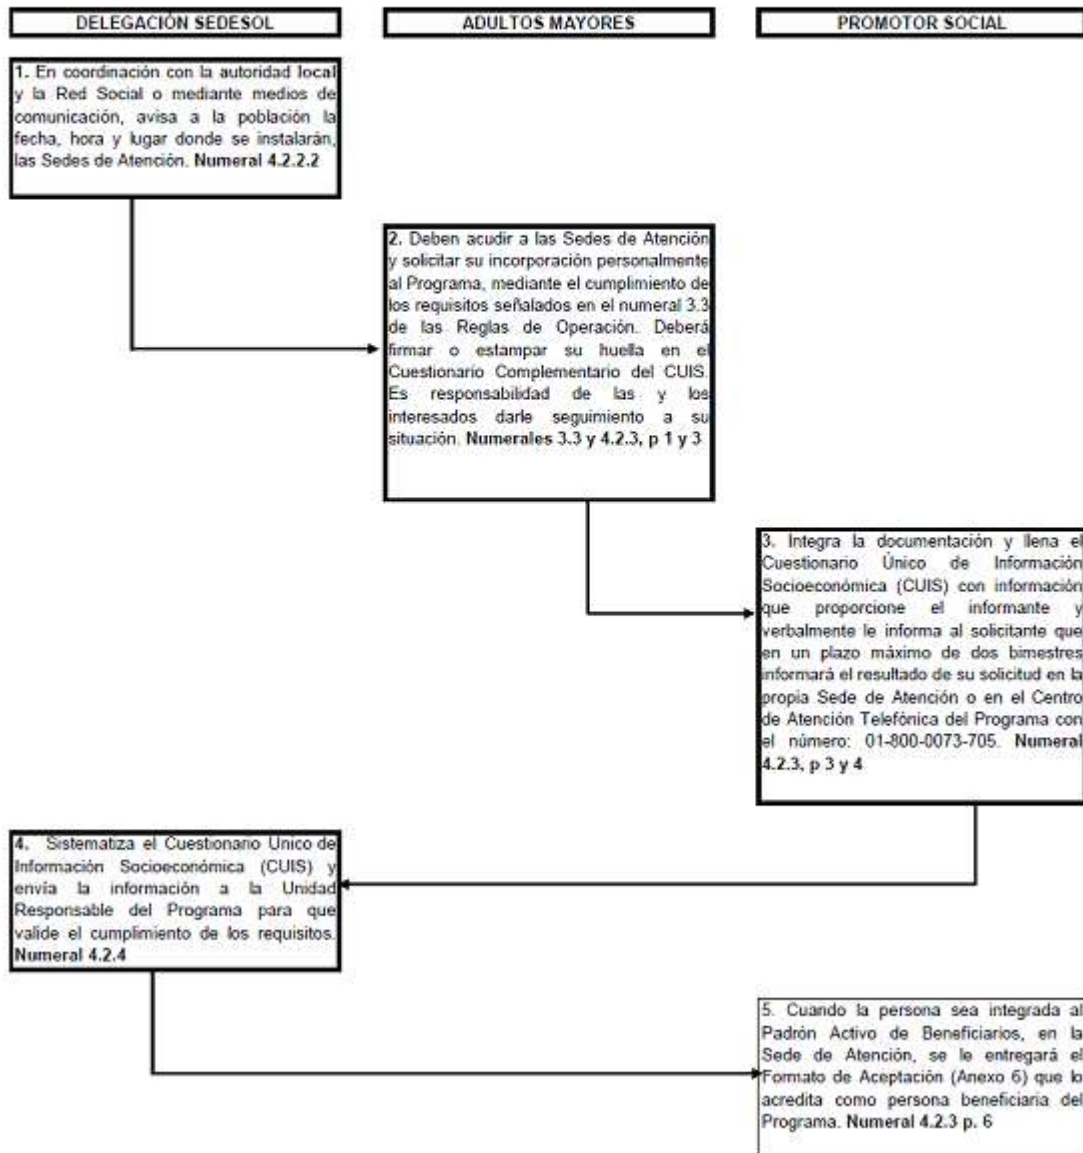 DELEGACIÓN SEDESOL
ADULTOS MAYORES
PROMOTOR SOCIAL
1. En coordinación con la autoridad local
y la Red Social o mediante medios de
comunicación, avisa a la población la
fecha, hora y lugar donde se instalarán,
las Sedes de Atención. Numeral 4.2.2.2
2. Deben acudir a las Sedes de Atención
y solicitar su incorporación personalmente
al Programa, mediante el cumplimiento de
los requisitos señalados en el numeral 3.3
de las Reglas de Operación. Deberá
firmar o estampar su huella en el
Cuestionario Complementario del CUIS.
Es responsabilidad de las y los
interesados darle seguimiento a su
situación. Numerales 3.3 y 4.2.3, p 1 y 3
3. Integra la documentación y llena el
Cuestionario Único de Información
Socioeconómica (CUIS) con información
que proporcione el informante y
verbalmente le informa al solicitante que
en un plazo máximo de dos bimestres
informará el resultado de su solicitud en la
propia Sede de Atención o en el Centro
de Atención Telefónica del Programa con
el número: 01-800-0073-705. Numeral
4.2.3, p 3 y 4
4. Sistematiza el Cuestionario Unico de
Información Socioeconómica (CUIS) y
envía la información a la Unidad
Responsable del Programa para que
valide el cumplimiento de los requisitos.
Numeral 4.2.4
5. Cuando la persona sea integrada al
Padrón Activo de Beneficiarios, en la
Sede de Atención, se le entregará el
Formato de Aceptación (Anexo 6) que lo
acredita como persona beneficiaria del
Programa. Numeral 4.2.3 p. 6